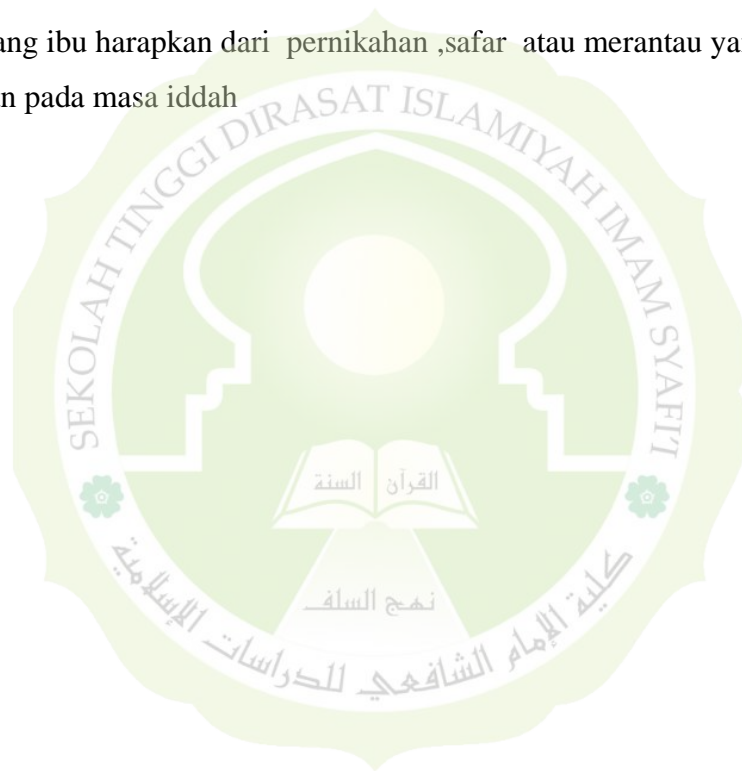 ang ibu harapkan dari pernikahan ,safar atau merantau ya
n pada masa iddah
SEKOLAH TINGGI DIRASAT ISLAMIYAH IMAM SYAFI'I
القرآن السنة
نهج السلف
كلية الإمام الشافعي للدراسات الإسلامية